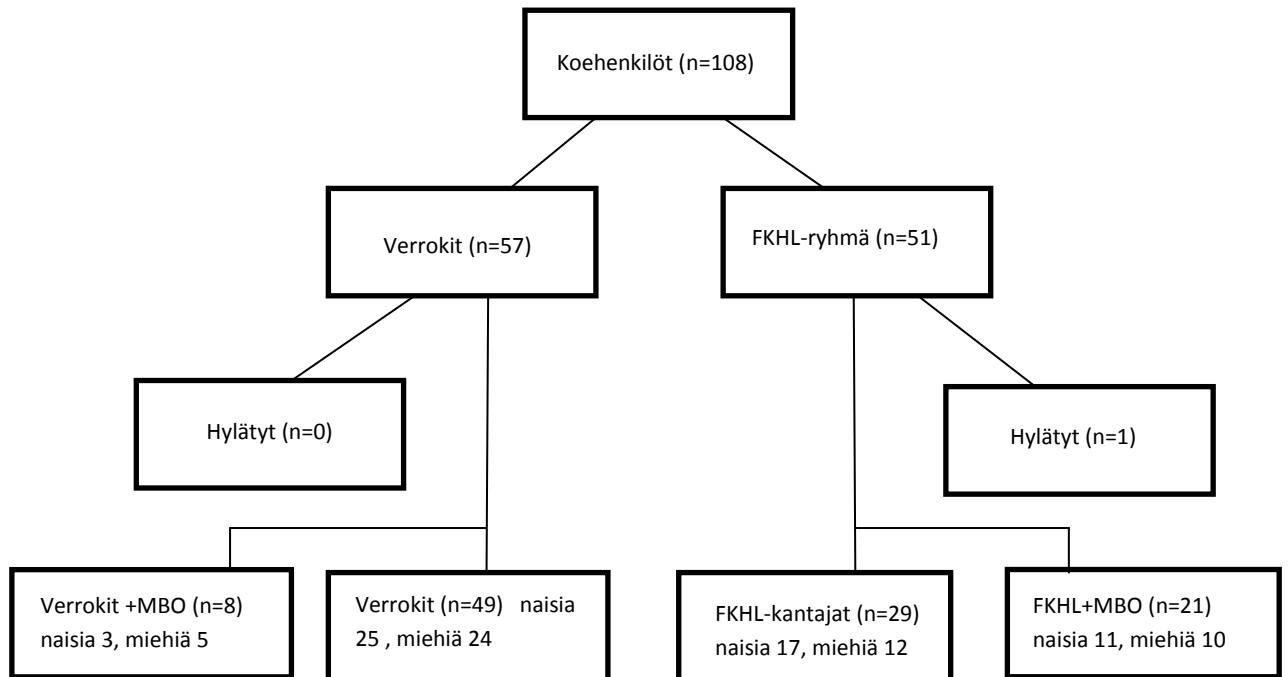 Koehenkilöt (n=108)
Verrokit (n=57)
FKHL-ryhmä (n=51)
Hylätyt (n=0)
Hylätyt (n=1)
Verrokit +MBO (n=8)
naisia 3, miehiä 5
Verrokit (n=49) naisia
25 , miehiä 24
FKHL-kantajat (n=29)
naisia 17, miehiä 12
FKHL+MBO (n=21)
naisia 11, miehiä 10